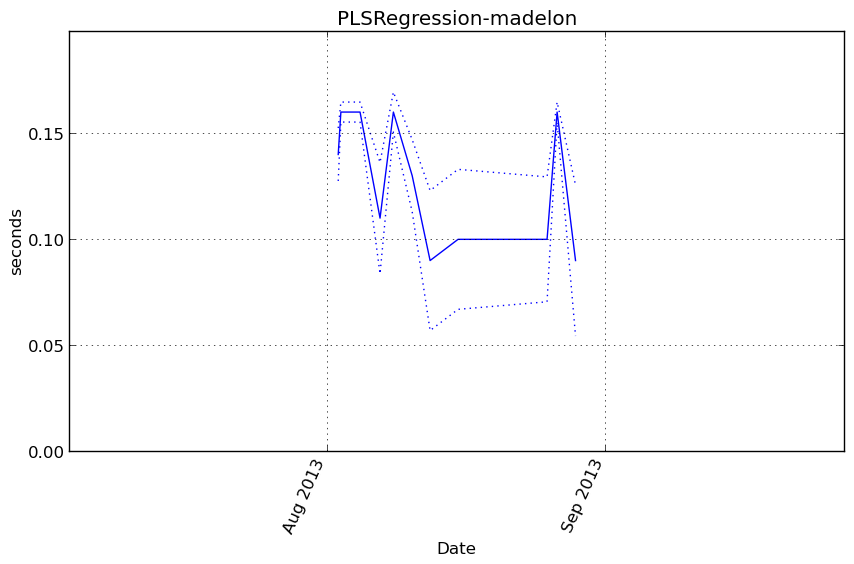 PLSRegression-madelon
0.15
0.10
0.05
0.00
seconds
Aug 2013
Sep 2013
Date